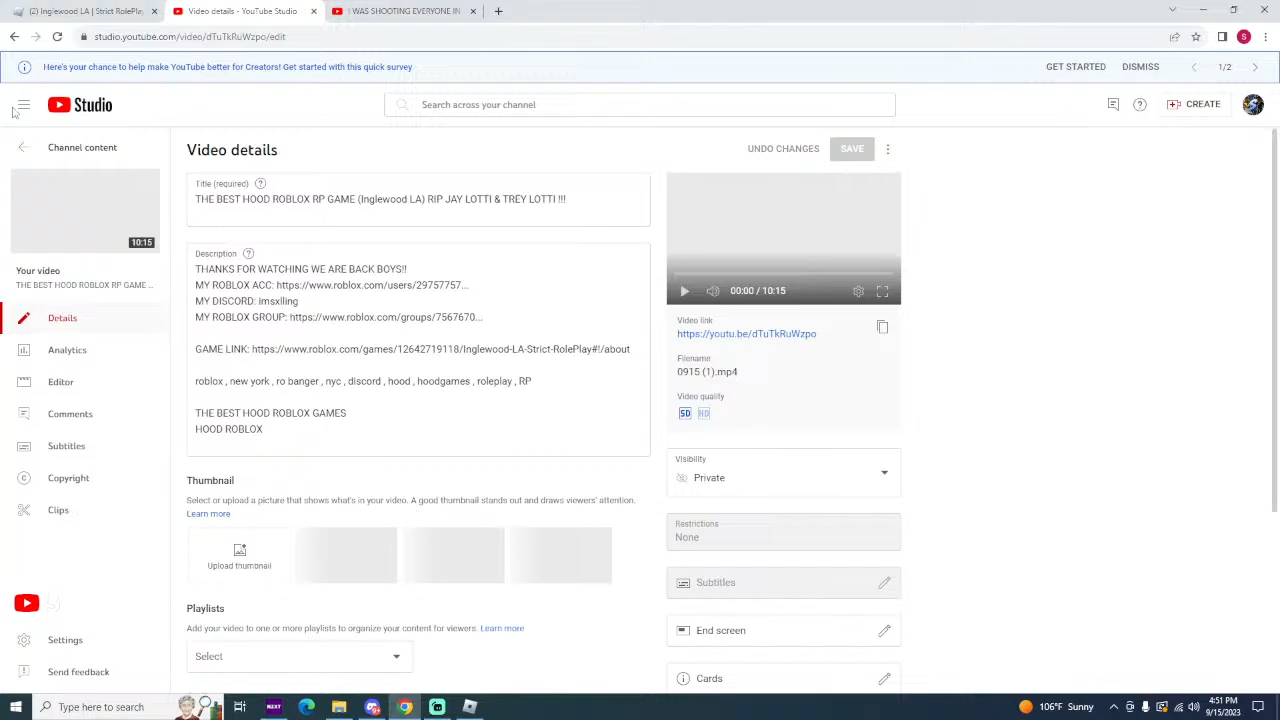 (2) Inglewood LA | Strict RolePlay
Video details - YouTube Studio
I WAS SHOOTING EVERYONE IN
studio.youtube.com/video/dTuTkRuWzpo/edit
Here's your chance to help make YouTube better for Creators! Get started with this quick survey
GET STARTED
DISMISS
1/2
Studio
Search across your channel
CREATE
Channel content
10:15
Your video
THE BEST HOOD ROBLOX RP GAME ...
Details
Analytics
Editor
Comments
Subtitles
Copyright
Clips
Settings
Send feedback
Video details
UNDO CHANGES
SAVE
Title (required)
THE BEST HOOD ROBLOX RP GAME (Inglewood LA) RIP JAY LOTTI & TREY LOTTI !!!
Description
THANKS FOR WATCHING WE ARE BACK BOYS!!
MY ROBLOX ACC: https://www.roblox.com/users/29757757...
MY DISCORD: imsxlling
MY ROBLOX GROUP: https://www.roblox.com/groups/7567670...
GAME LINK: https://www.roblox.com/games/12642719118/Inglewood-LA-Strict-RolePlay#!/about
roblox , new york , ro banger , nyc , discord , hood , hoodgames , roleplay , RP
THE BEST HOOD ROBLOX GAMES
HOOD ROBLOX
Thumbnail
Select or upload a picture that shows what's in your video. A good thumbnail stands out and draws viewers' attention.
Learn more
Upload thumbnail
Playlists
Add your video to one or more playlists to organize your content for viewers. Learn more
Select
00:00 / 10:15
Video link
https://youtu.be/dTuTkRuWzpo
Filename
0915 (1).mp4
Video quality
SD HD
Visibility
Private
Restrictions
None
Subtitles
End screen
Cards
Type here to search
NZXT
106°F Sunny
4:51 PM
9/15/2023